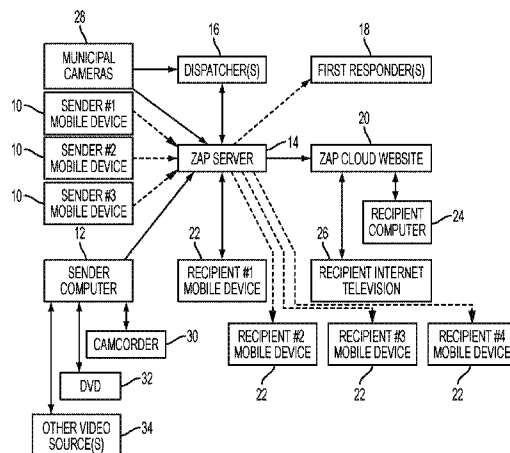 28
MUNICIPAL
CAMERAS
16
DISPATCHER(S)
18
FIRST RESPONDER(S)
10
SENDER #1
MOBILE DEVICE
10
SENDER #2
MOBILE DEVICE
10
SENDER #3
MOBILE DEVICE
14
ZAP SERVER
20
ZAP CLOUD WEBSITE
12
SENDER
COMPUTER
22
RECIPIENT #1
MOBILE DEVICE
26
RECIPIENT INTERNET
TELEVISION
RECIPIENT
COMPUTER
24
CAMCORDER
30
DVD
32
OTHER VIDEO
SOURCE(S)
34
RECIPIENT #2
MOBILE DEVICE
22
RECIPIENT #3
MOBILE DEVICE
22
RECIPIENT #4
MOBILE DEVICE
22